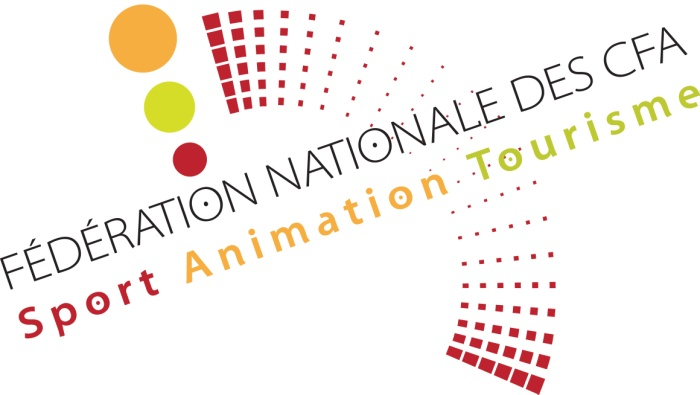 FÉDÉRATION NATIONALE DES CFA
Sport Animation Tourisme